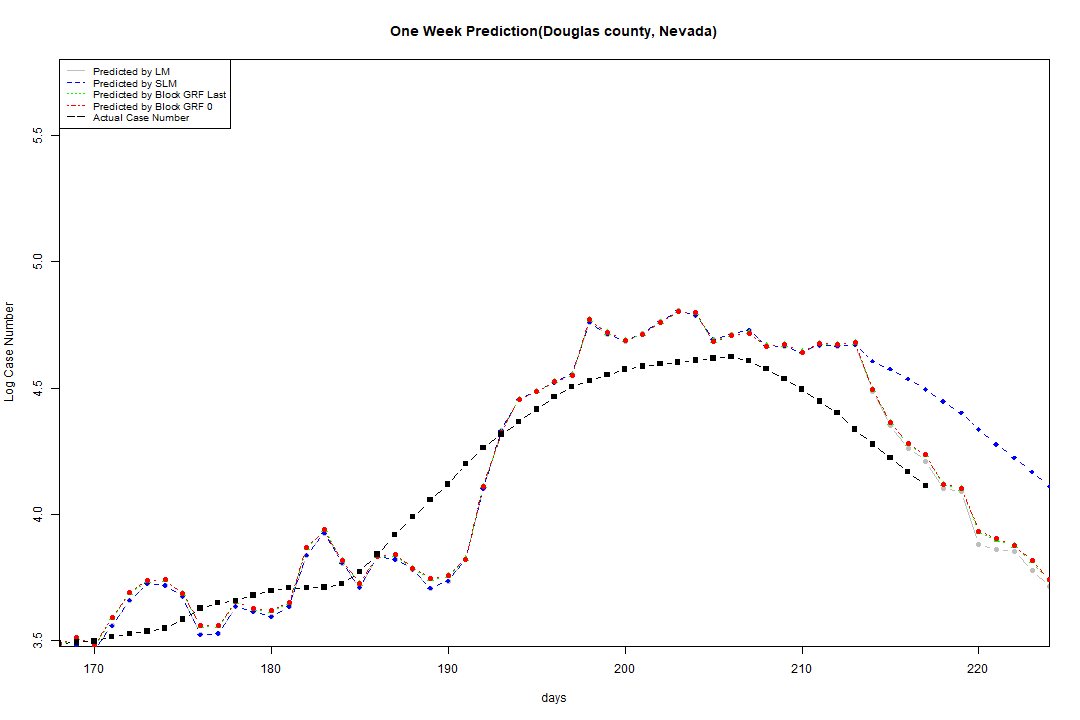 One Week Prediction(Douglas county, Nevada)
Predicted by LM
Predicted by SLM
Predicted by Block GRF Last
Predicted by Block GRF 0
Actual Case Number
5.5
5.0
4.5
4.0
3.5
Log Case Number
170 180 190 200 210 220
days